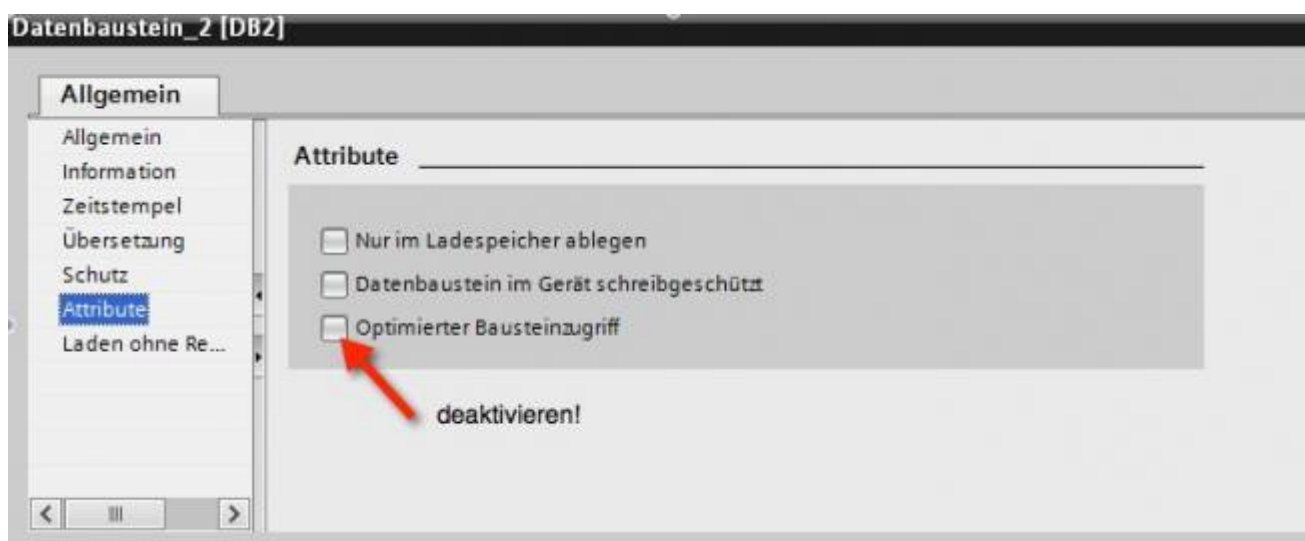 Datenbaustein_2 [DB2]
Allgemein
Allgemein
Information
Zeitstempel
Übersetzung
Schutz
Attribute
Laden ohne Re...
Attribute
Nur im Ladespeicher ablegen
Datenbaustein im Gerät schreibgeschützt
Optimierter Bausteinzugriff
deaktivieren!